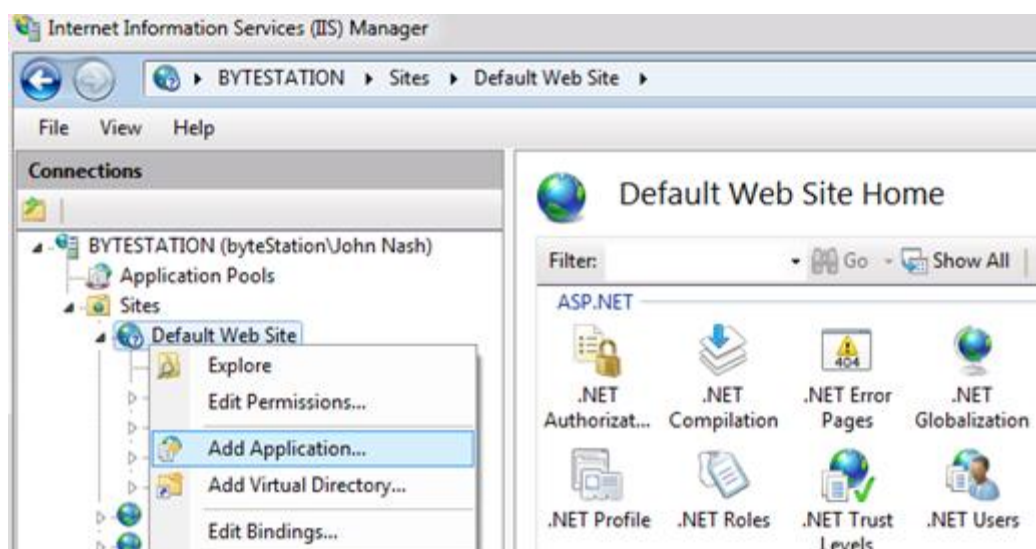 Internet Information Services (IIS) Manager
BYTESTATION Sites Default Web Site
File View Help
Connections
Default Web Site Home
BYTESTATION (byteStation\John Nash)
Application Pools
Sites
Default Web Site
Explore
Edit Permissions...
Add Application...
Add Virtual Directory...
Edit Bindings...
Filter: Go Show All
ASP.NET
404
.NET Authorizat...
.NET Compilation
.NET Error Pages
.NET Globalization
.NET Profile
.NET Roles
.NET Trust Levels
.NET Users